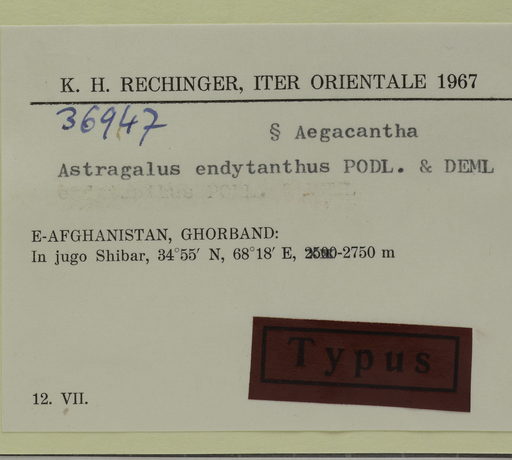 K. H. RECHINGER, ITER ORIENTALE 1967
36947
§ Aegacantha
Astragalus endytanthus PODL. & DEML
E-AFGHANISTAN, GHORBAND:
In jugo Shibar, 34°55′ N, 68°18′ E, -2750 m
Typus
12. VII.